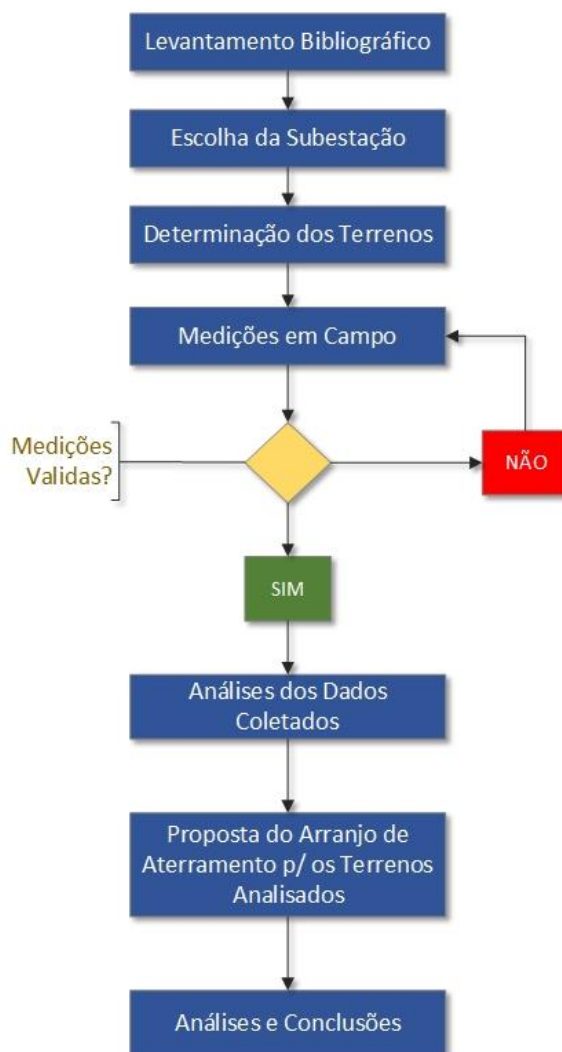 Levantamento Bibliográfico
Escolha da Subestação
Determinação dos Terrenos
Medições em Campo
Medições
Validas?
NÃO
SIM
Análises dos Dados
Coletados
Proposta do Arranjo de
Aterramento p/ os Terrenos
Analisados
Análises e Conclusões